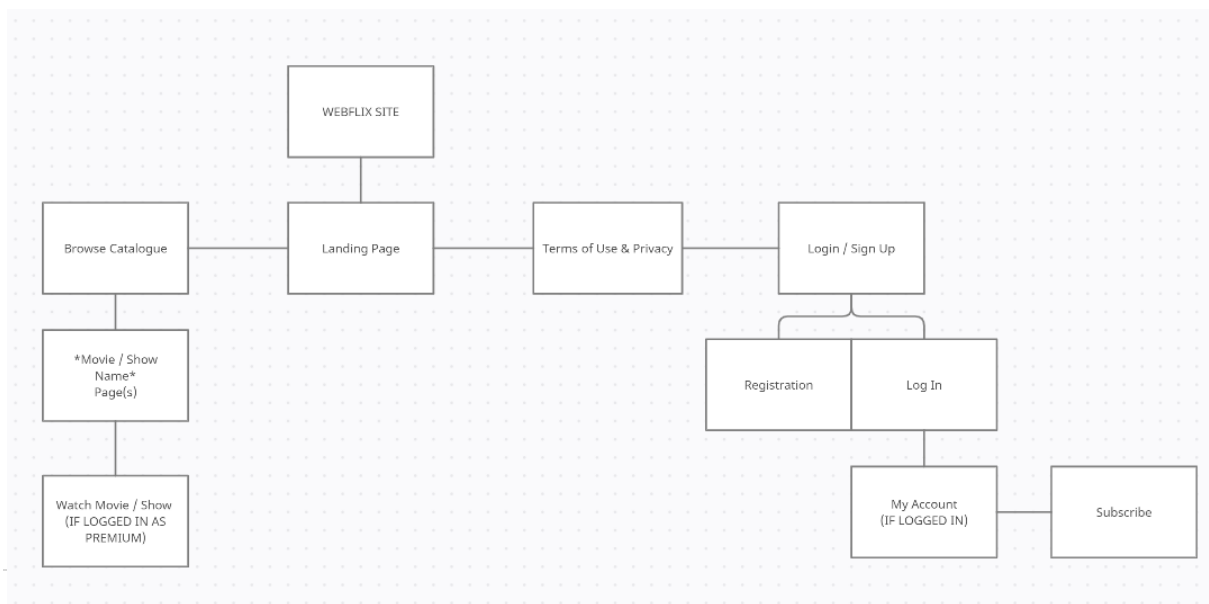 WEBFLIX SITE
Browse Catalogue
Landing Page
Terms of Use & Privacy
Login / Sign Up
*Movie / Show
Name*
Page(s)
Registration
Log In
Watch Movie / Show
(IF LOGGED IN AS
PREMIUM)
My Account
(IF LOGGED IN)
Subscribe